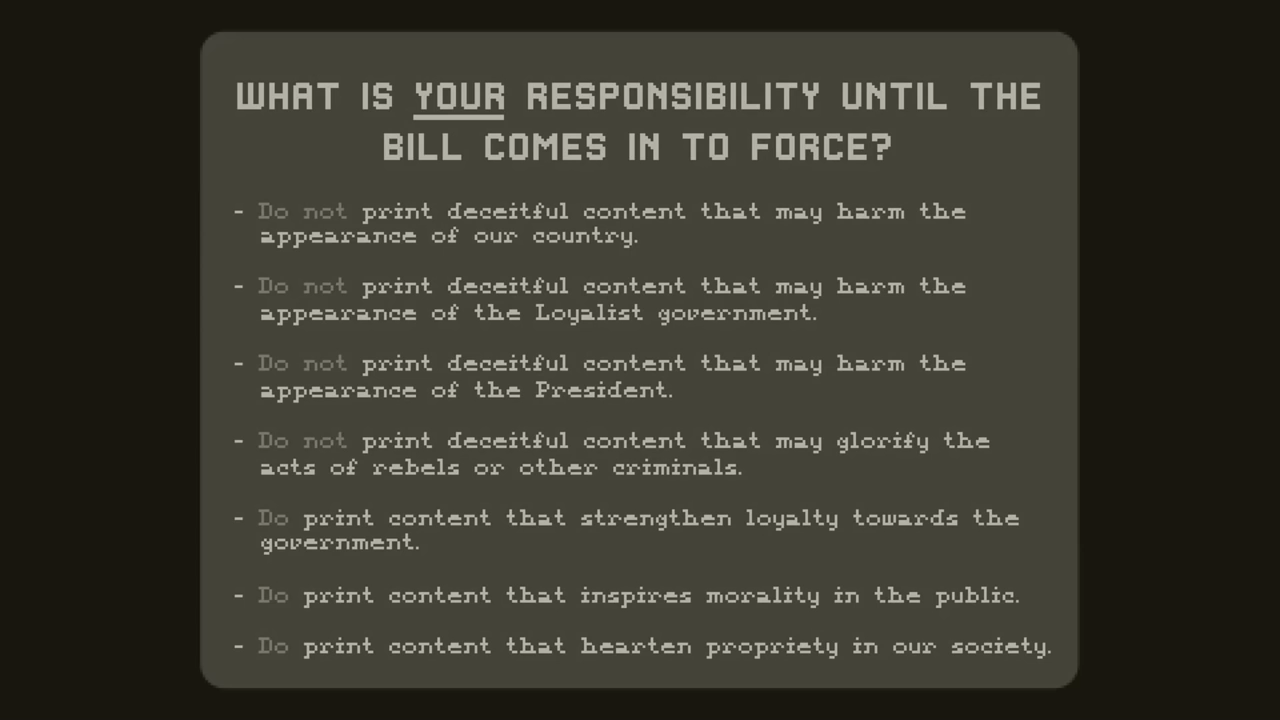 WHAT IS YOUR RESPONSIBILITY UNTIL THE
BILL COMES IN TO FORCE?
- Do not print deceitful content that may harm the
appearance of our country.
- Do not print deceitful content that may harm the
appearance of the Loyalist government.
- Do not print deceitful content that may harm the
appearance of the President.
- Do not print deceitful content that may glorify the
acts of rebels or other criminals.
- Do print content that strengthen loyalty towards the
government.
- Do print content that inspires morality in the public.
- Do print content that hearten propriety in our society.